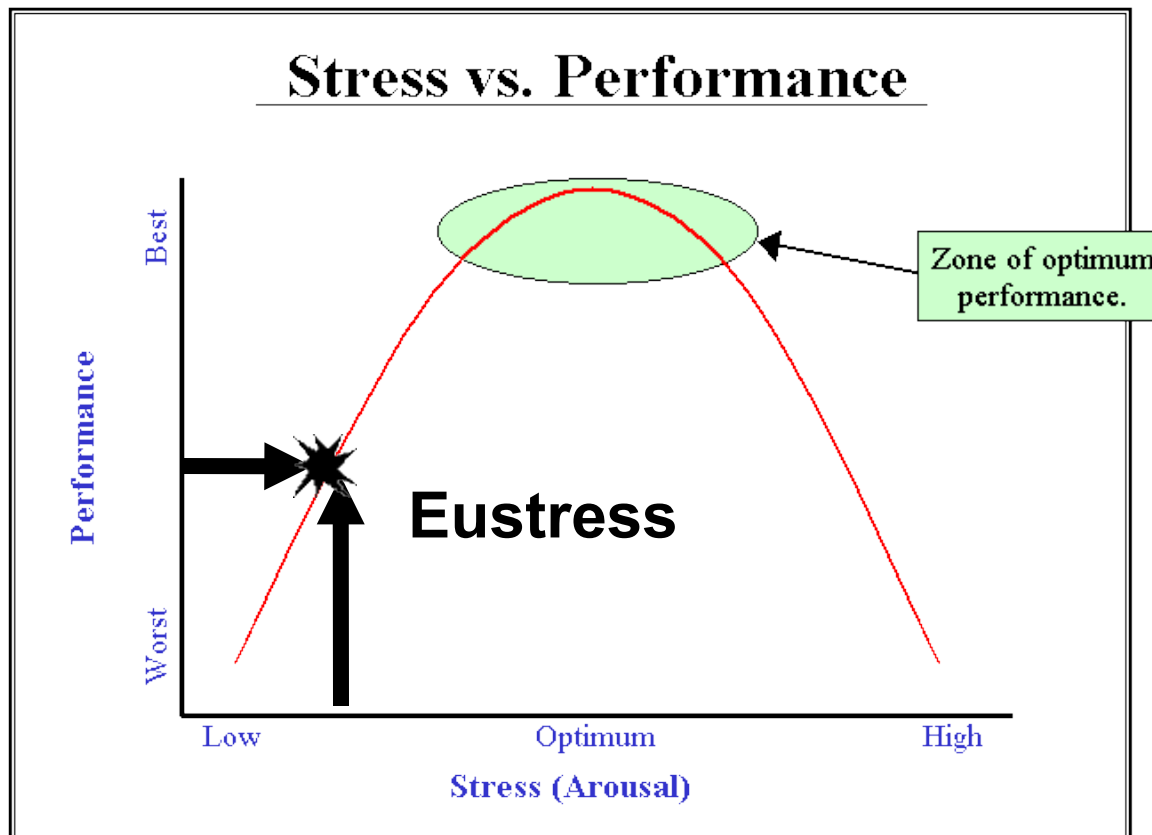 Stress vs. Performance
Best
Zone of optimum
performance.
Performance
Eustress
Worst
Low
Optimum
High
Stress (Arousal)